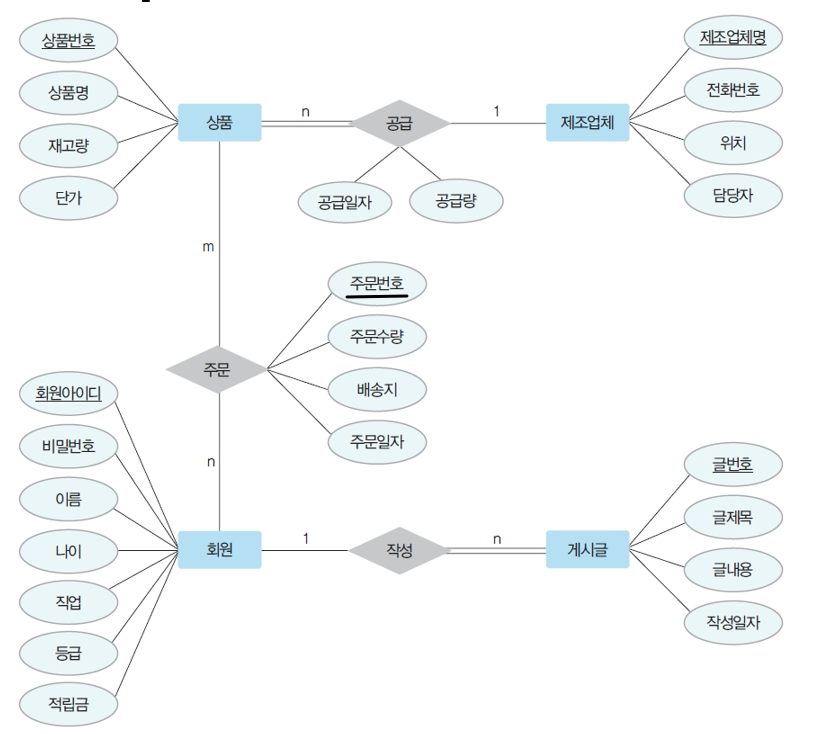 상품번호
상품명
재고량
단가
상품
n
공급
1
제조업체
제조업체명
전화번호
위치
담당자
공급일자
공급량
m
주문번호
주문수량
배송지
주문일자
주문
n
회원아이디
비밀번호
이름
나이
직업
등급
적립금
회원
1
작성
n
게시글
글번호
글제목
글내용
작성일자